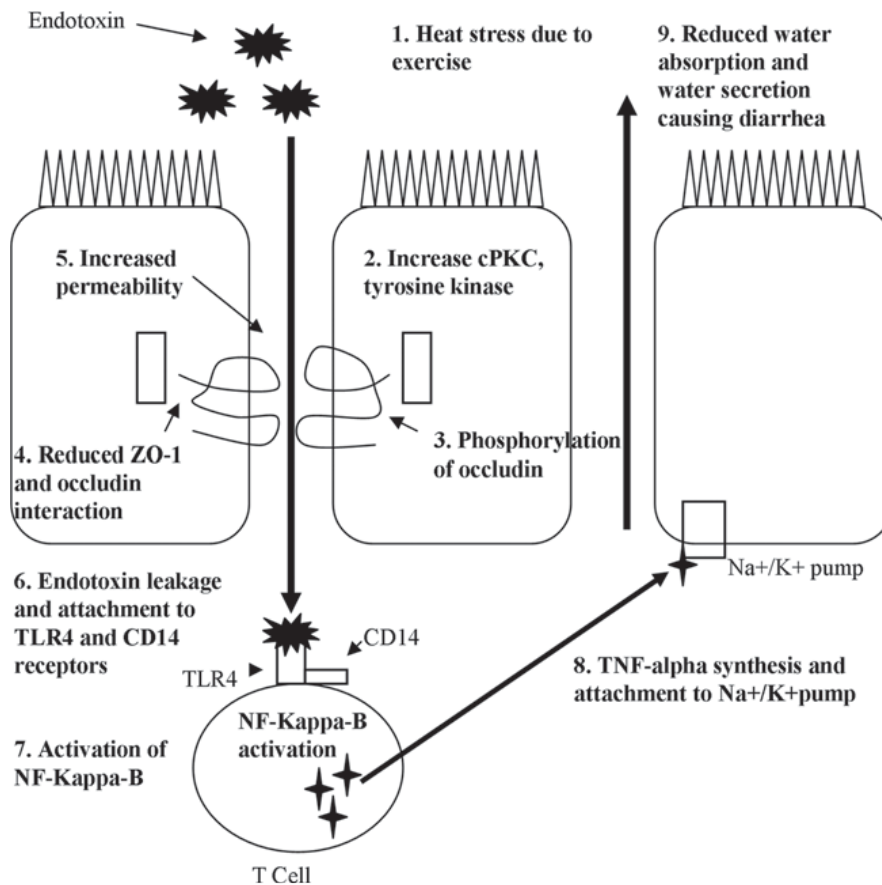 Endotoxin
1. Heat stress due to
exercise
9. Reduced water
absorption and
water secretion
causing diarrhea
5. Increased
permeability
2. Increase cPKC,
tyrosine kinase
4. Reduced ZO-1
and occludin
interaction
3. Phosphorylation
of occludin
6. Endotoxin leakage
and attachment to
TLR4 and CD14
receptors
Na+/K+ pump
CD14
TLR4
8. TNF-alpha synthesis and
attachment to Na+/K+pump
NF-Kappa-B
activation
7. Activation of
NF-Kappa-B
T Cell